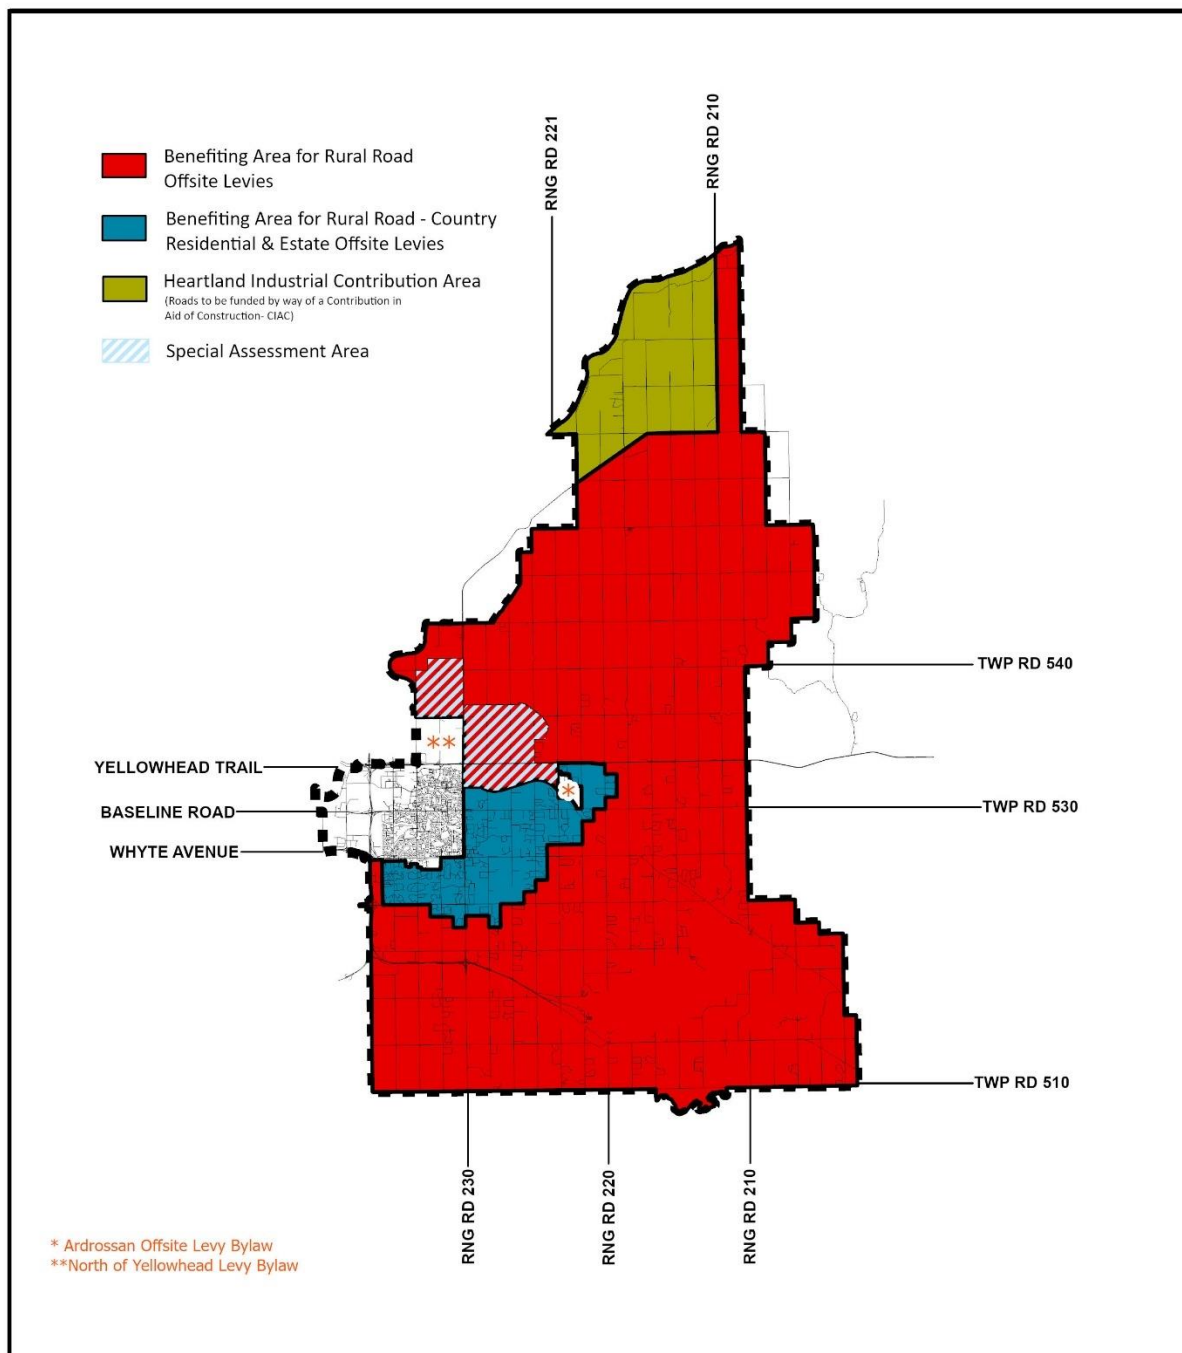 RNG RD 221
RNG RD 210
Benefiting Area for Rural Road
Offsite Levies
Benefiting Area for Rural Road - Country
Residential & Estate Offsite Levies
Heartland Industrial Contribution Area
(Roads to be funded by way of a Contribution in
Aid of Construction- CIAC)
Special Assessment Area
TWP RD 540
**
YELLOWHEAD TRAIL
*
BASELINE ROAD
TWP RD 530
WHYTE AVENUE
TWP RD 510
RNG RD 230
RNG RD 220
RNG RD 210
* Ardrossan Offsite Levy Bylaw
**North of Yellowhead Levy Bylaw